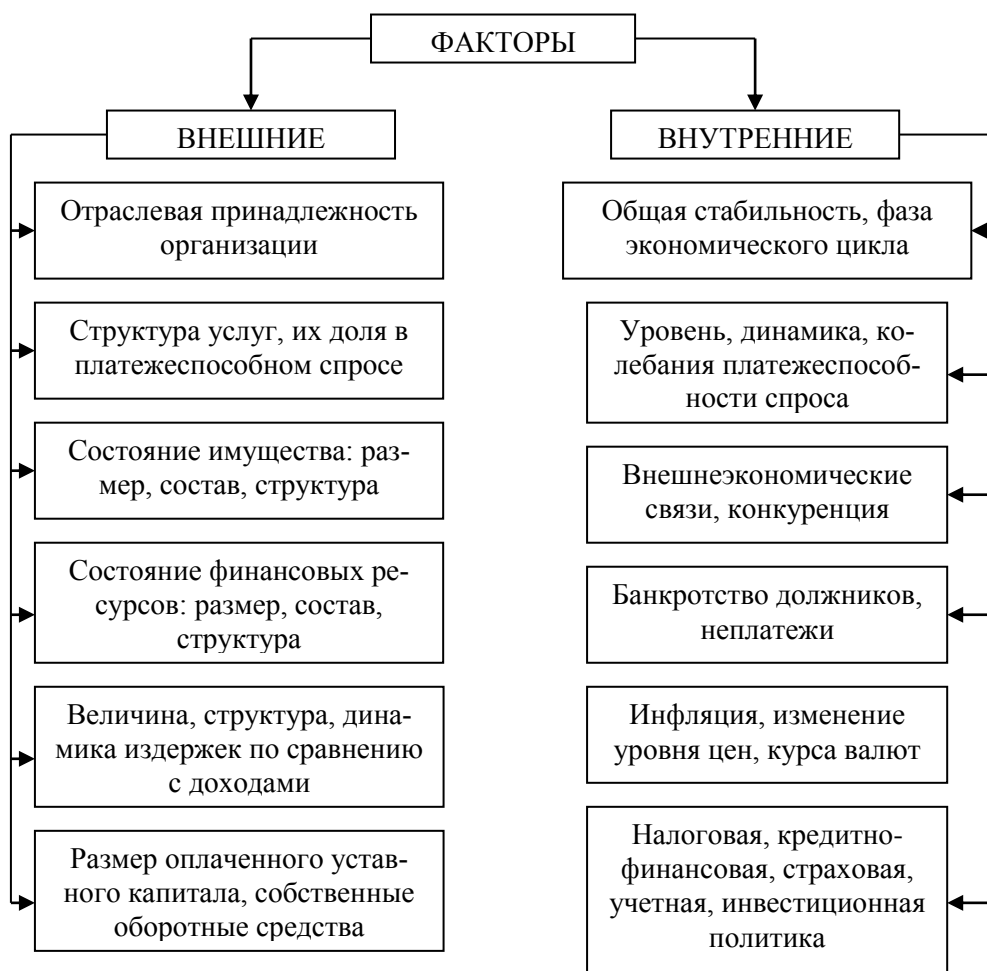 ФАКТОРЫ
ВНЕШНИЕ
Отраслевая принадлежность
организации
Структура услуг, их доля в
платежеспособном спросе
Состояние имущества: раз-
мер, состав, структура
Состояние финансовых ре-
сурсов: размер, состав,
структура
Величина, структура, дина-
мика издержек по сравнению
с доходами
Размер оплаченного устав-
ного капитала, собственные
оборотные средства
ВНУТРЕННИЕ
Общая стабильность, фаза
экономического цикла
Уровень, динамика, ко-
лебания платежеспособ-
ности спроса
Внешнеэкономические
связи, конкуренция
Банкротство должников,
неплатежи
Инфляция, изменение
уровня цен, курса валют
Налоговая, кредитно-
финансовая, страховая,
учетная, инвестиционная
политика